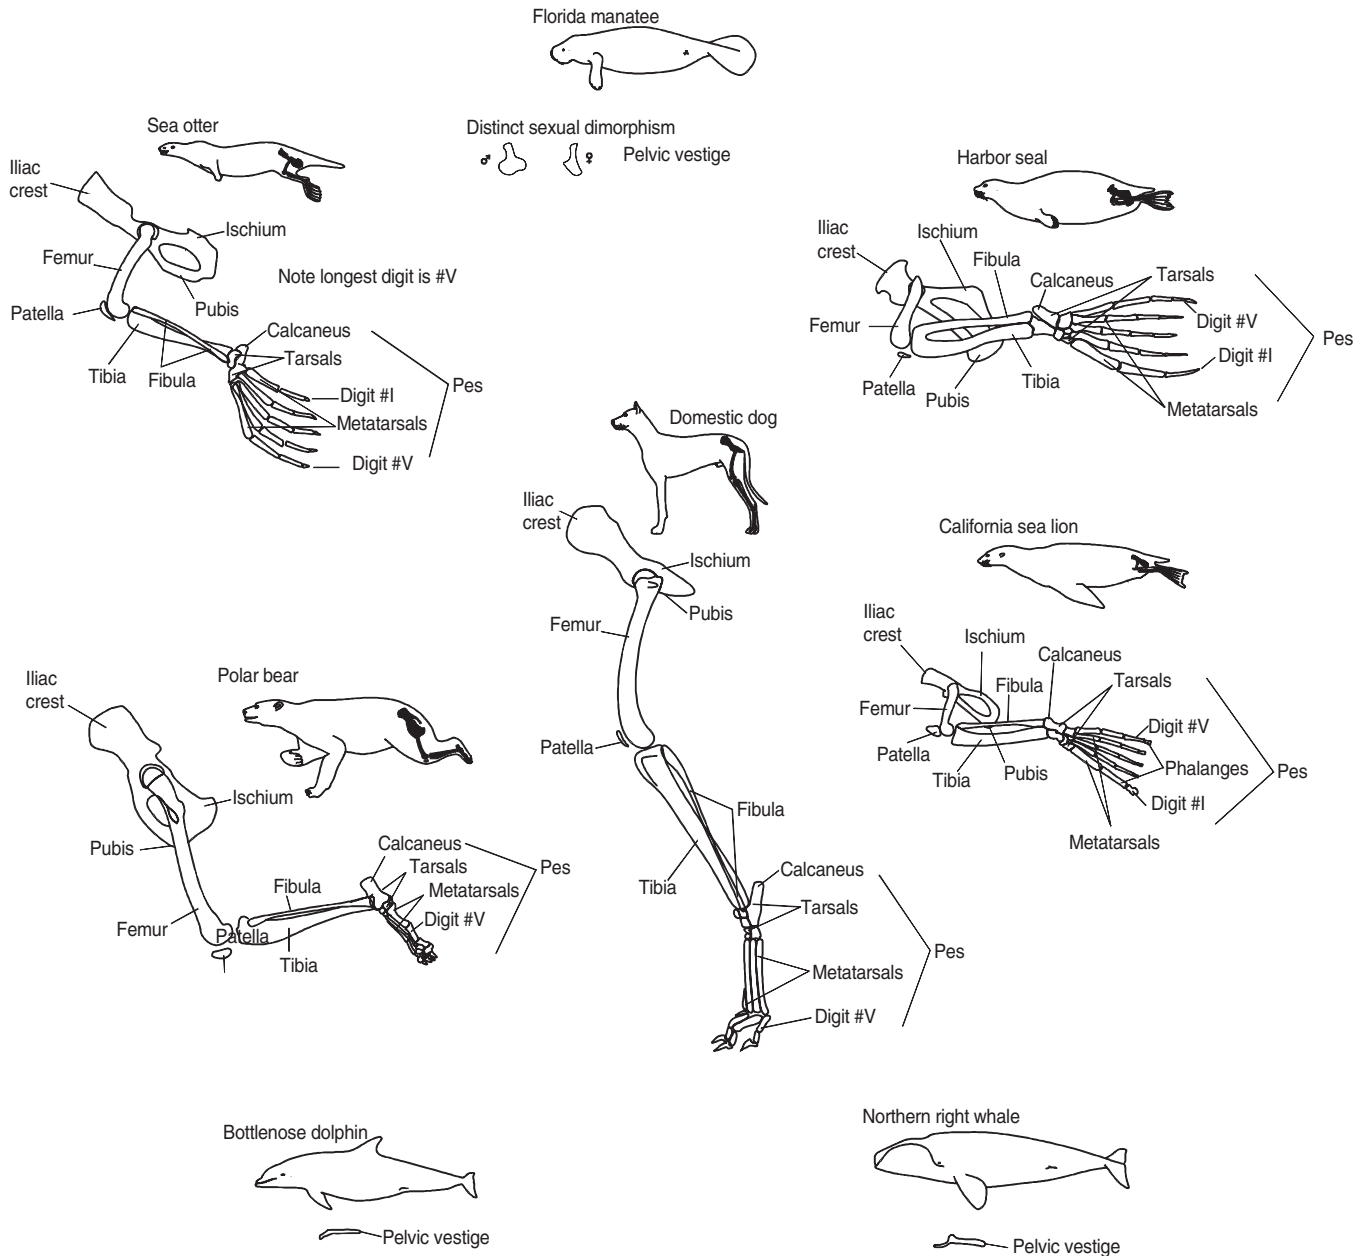 Florida manatee
Distinct sexual dimorphism
♂
♀
Pelvic vestige
Sea otter
Iliac
crest
Ischium
Femur
Note longest digit is #V
Patella
Pubis
Calcaneus
Tarsals
Tibia
Fibula
Pes
Digit #I
Metatarsals
Digit #V
Harbor seal
Iliac
crest
Ischium
Fibula
Calcaneus
Tarsals
Femur
Digit #V
Pes
Digit #I
Patella
Pubis
Tibia
Metatarsals
Domestic dog
Iliac
crest
Ischium
Pubis
Femur
Patella
Fibula
Tibia
Calcaneus
Tarsals
Pes
Metatarsals
Digit #V
California sea lion
Iliac
crest
Ischium
Calcaneus
Fibula
Tarsals
Femur
Digit #V
Patella
Tibia
Pubis
Phalanges
Pes
Digit #I
Metatarsals
Polar bear
Iliac
crest
Ischium
Pubis
Calcaneus
Tarsals
Pes
Fibula
Metatarsals
Digit #V
Femur
Patella
Tibia
Bottlenose dolphin
Pelvic vestige
Northern right whale
Pelvic vestige